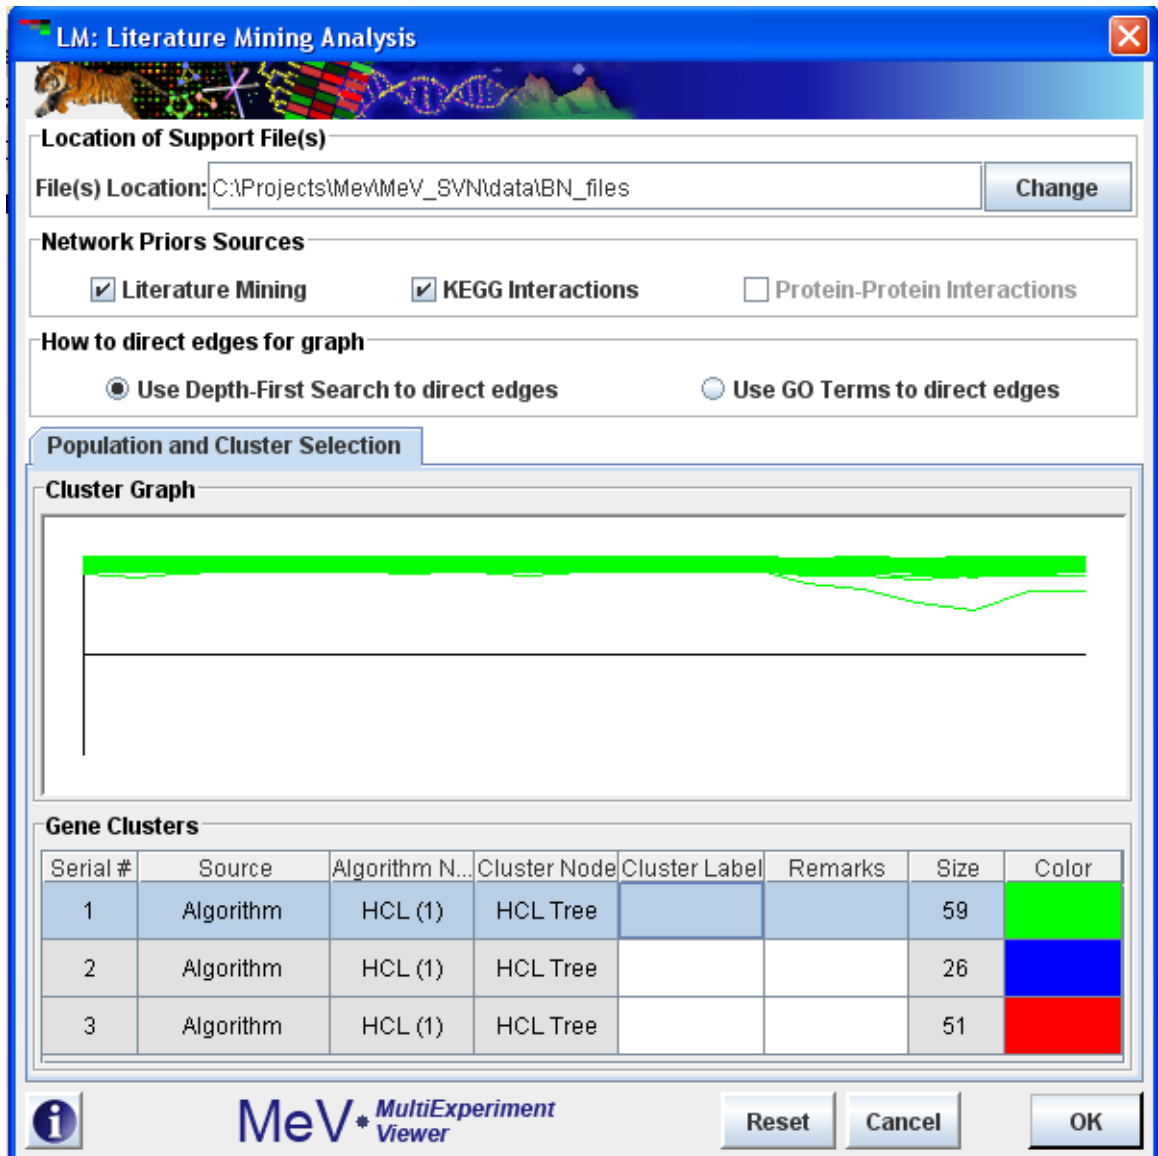 LM: Literature Mining Analysis
Location of Support File(s)
File(s) Location: C:\Projects\Mev\MeV_SVN\data\BN_files Change
Network Priors Sources
Literature Mining KEGG Interactions Protein-Protein Interactions
How to direct edges for graph
Use Depth-First Search to direct edges Use GO Terms to direct edges
Population and Cluster Selection
Cluster Graph
Gene Clusters
Serial # Source Algorithm N... Cluster Node Cluster Label Remarks Size Color
1 Algorithm HCL (1) HCL Tree 59
2 Algorithm HCL (1) HCL Tree 26
3 Algorithm HCL (1) HCL Tree 51
MeV MultiExperiment Viewer Reset Cancel OK